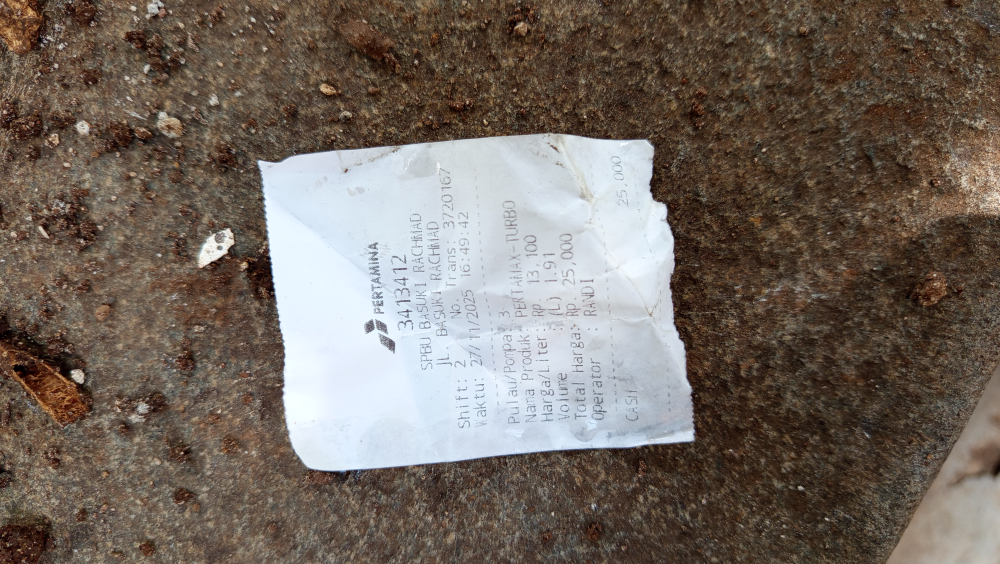 PERTAMINA
3413412
SPBU BASUKI RACHMAD
JL. BASUKI RACHMAD
Shift: 2 No. Trans: 3720167
Waktu: 27/11/2025 16:49:42
Pulau/Pompa: 3
Nama Produk: PERTAMAX-TURBO
Harga/Liter: Rp. 13,100
Volume : (L) 1.91
Total Harga: Rp. 25,000
Operator : RANDI
CASH 25,000